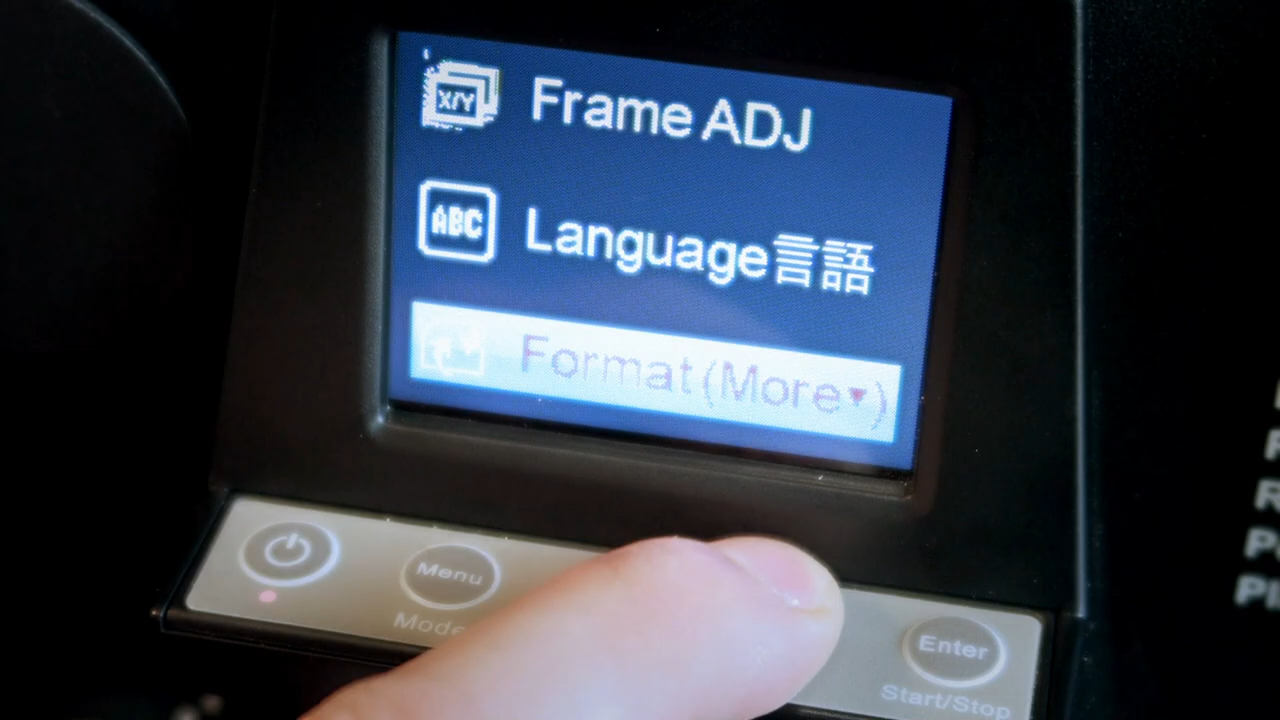 X/Y Frame ADJ
ABC Language言語
Format (More▼)
Menu
Mode
Enter
Start/Stop